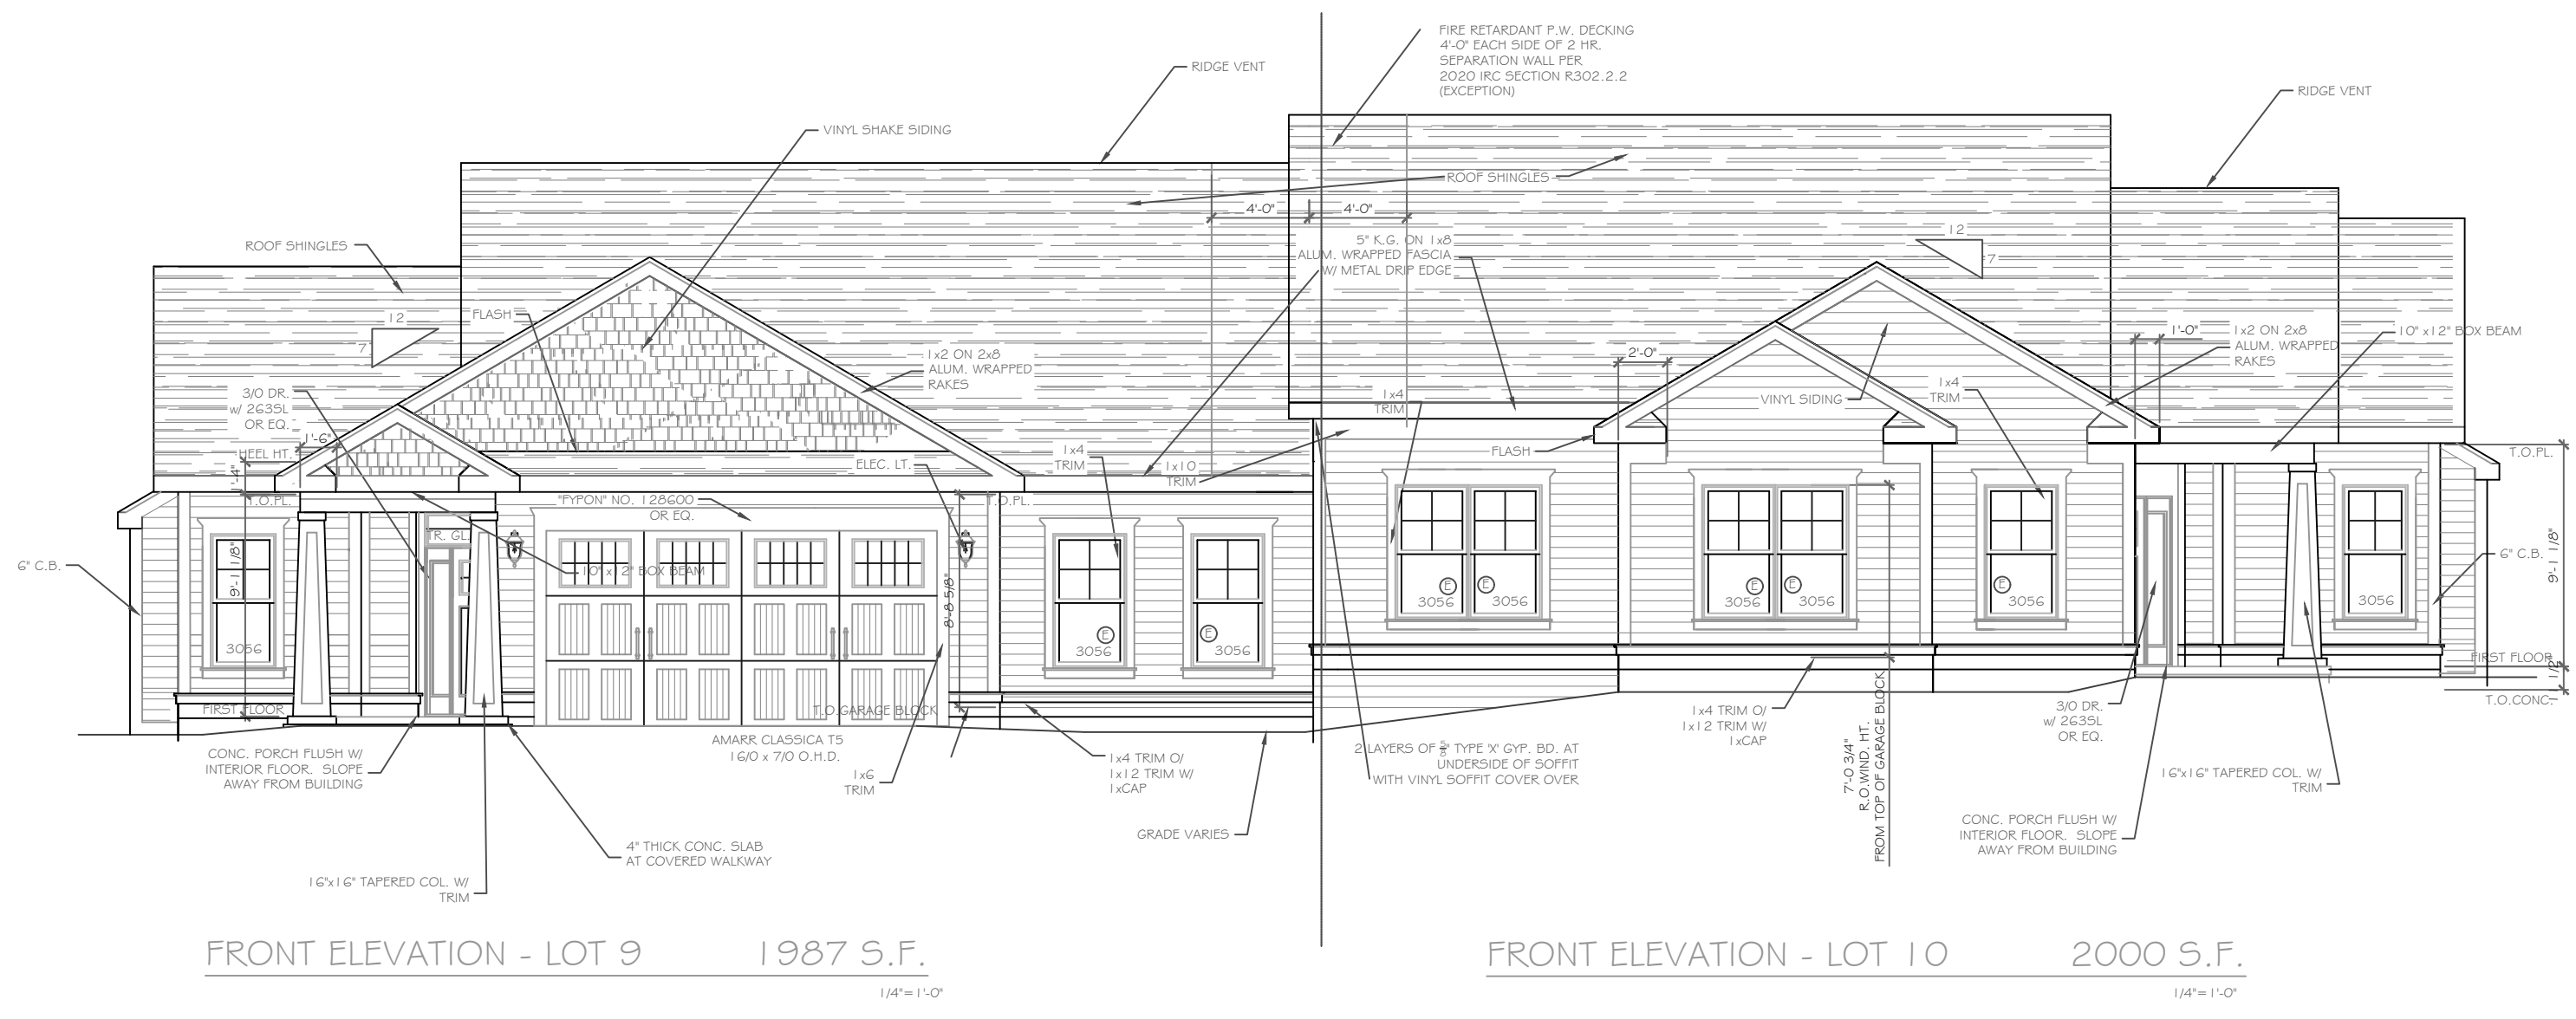 FIRE RETARDANT P.W. DECKING
4'-0" EACH SIDE OF 2 HR.
SEPARATION WALL PER
2020 IRC SECTION R302.2.2
(EXCEPTION)
RIDGE VENT
RIDGE VENT
VINYL SHAKE SIDING
ROOF SHINGLES
4'-0"
4'-0"
ROOF SHINGLES
5" K.G. ON 1x8
ALUM. WRAPPED FASCIA
W/ METAL DRIP EDGE
12
7
FLASH
12
7
1x2 ON 2x8
ALUM. WRAPPED
RAKES
3/0 DR.
w/ 263SL
OR EQ.
1'-6"
HEEL HT.
1'-4"
T.O.PL.
9'-1 1/8"
TR. GL.
6" C.B.
3056
FIRST FLOOR
"FYPON" NO. 128600
OR EQ.
ELEC. LT.
10" x12" BOX BEAM
T.O.PL.
8'-8 5/8"
T.O.GARAGE BLOCK
1x4
TRIM
1x10
TRIM
3056
E
3056
E
1x4
TRIM
FLASH
2'-0"
VINYL SIDING
1x4
TRIM
1'-0"
1x2 ON 2x8
ALUM. WRAPPED
RAKES
10" x12" BOX BEAM
T.O.PL.
9'-1 1/8"
6" C.B.
FIRST FLOOR
1 1/2"
T.O.CONC.
E
3056
E
3056
E
3056
E
3056
E
3056
3056
CONC. PORCH FLUSH W/
INTERIOR FLOOR. SLOPE
AWAY FROM BUILDING
AMARR CLASSICA T5
16/0 x 7/0 O.H.D.
1x6
TRIM
1x4 TRIM O/
1x12 TRIM W/
1xCAP
GRADE VARIES
4" THICK CONC. SLAB
AT COVERED WALKWAY
16"x16" TAPERED COL. W/
TRIM
2 LAYERS OF 5/8" TYPE 'X' GYP. BD. AT
UNDERSIDE OF SOFFIT
WITH VINYL SOFFIT COVER OVER
1x4 TRIM O/
1x12 TRIM W/
1xCAP
7'-0 3/4"
R.O.WIND. HT.
FROM TOP OF GARAGE BLOCK
3/0 DR.
w/ 263SL
OR EQ.
16"x16" TAPERED COL. W/
TRIM
CONC. PORCH FLUSH W/
INTERIOR FLOOR. SLOPE
AWAY FROM BUILDING
FRONT ELEVATION - LOT 9 1987 S.F.
1/4"=1'-0"
FRONT ELEVATION - LOT 10 2000 S.F.
1/4"=1'-0"